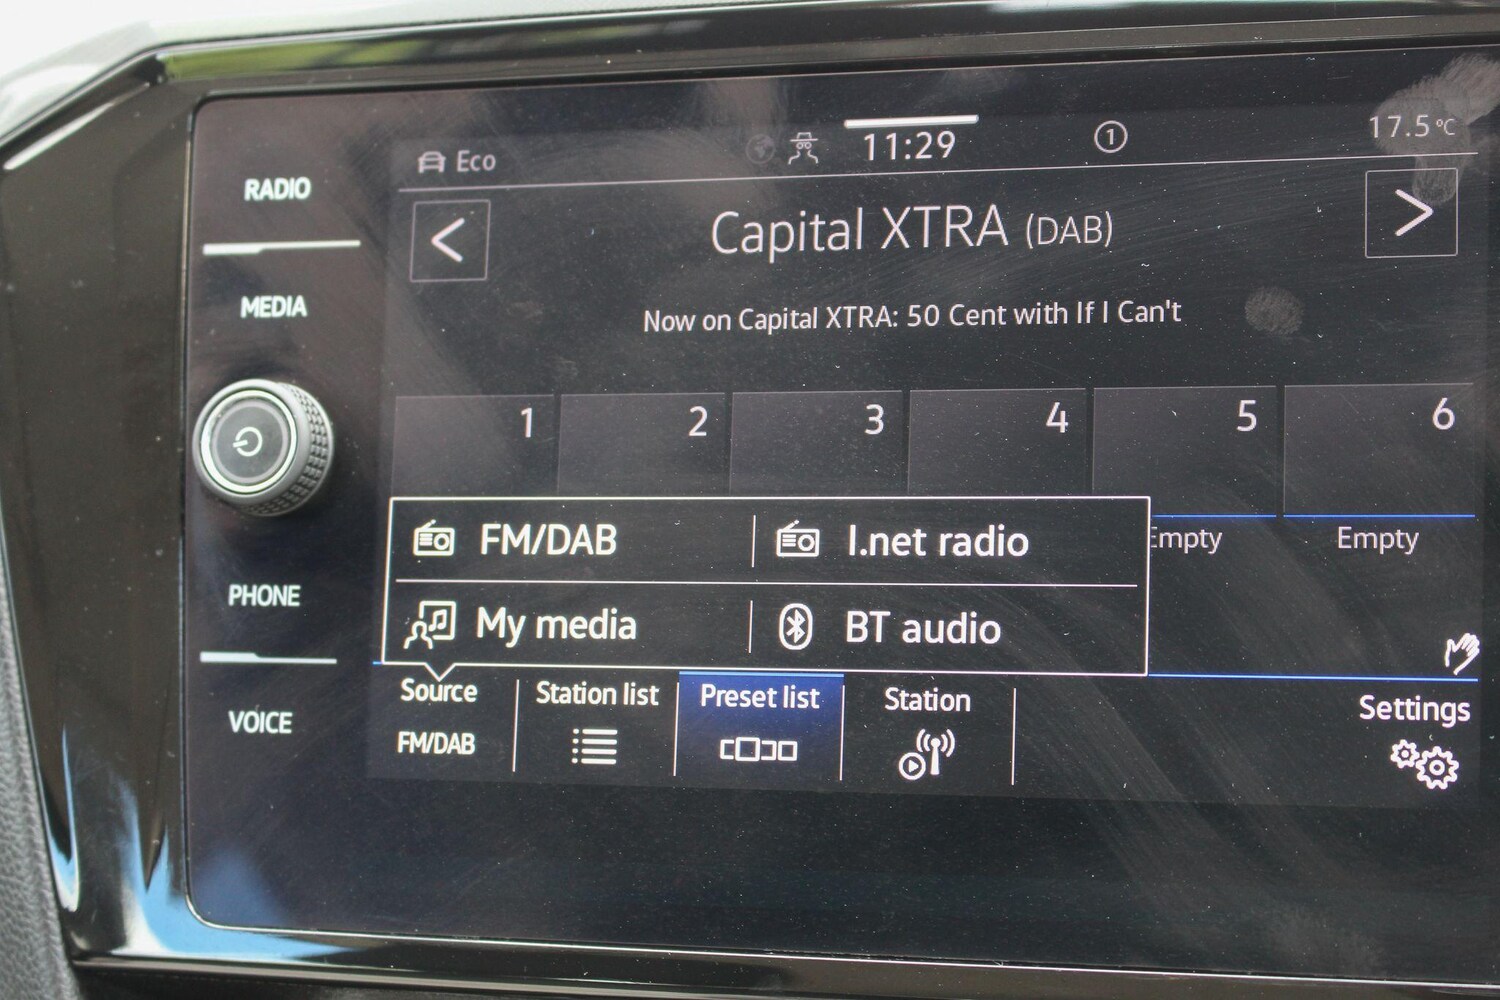 RADIO
MEDIA
PHONE
VOICE
Eco
11:29
1
17.5°C
< Capital XTRA (DAB) >
Now on Capital XTRA: 50 Cent with If I Can't
1 2 3 4 5 6
FM/DAB I.net radio
My media BT audio
Empty Empty
Source Station list Preset list Station Settings
FM/DAB